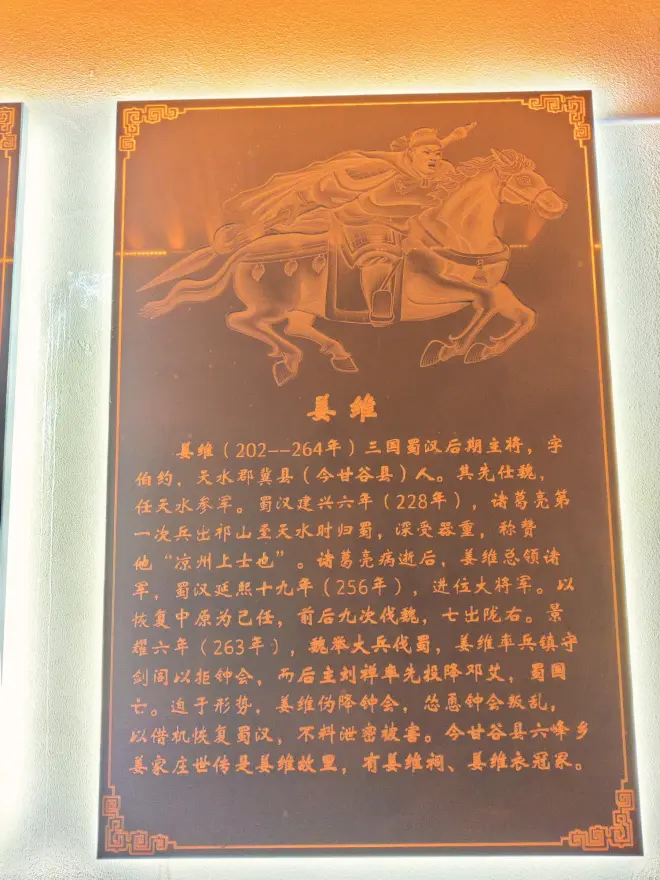 姜维
姜维（202--264年）三国蜀汉后期主将，字
伯约，天水郡冀县（今甘谷县）人。其先仕魏，
任天水参军。蜀汉建兴六年（228年），诸葛亮第
一次兵出祁山至天水时归蜀，深受器重，称赞
他“凉州上士也”。诸葛亮病逝后，姜维总领诸
军，蜀汉延熙十九年（256年），进位大将军。以
恢复中原为己任，前后九次伐魏，七出陇右。景
耀六年（263年），魏举大兵伐蜀，姜维率兵镇守
剑阁以拒钟会，而后主刘禅率先投降邓艾，蜀国
亡。迫于形势，姜维伪降钟会，怂恿钟会叛乱，
以借机恢复蜀汉，不料泄密被害。今甘谷县六峰乡
姜家庄世传是姜维故里，有姜维祠、姜维衣冠冢。